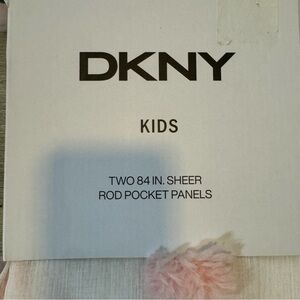 DKNY
KIDS
TWO 84 IN. SHEER
ROD POCKET PANELS